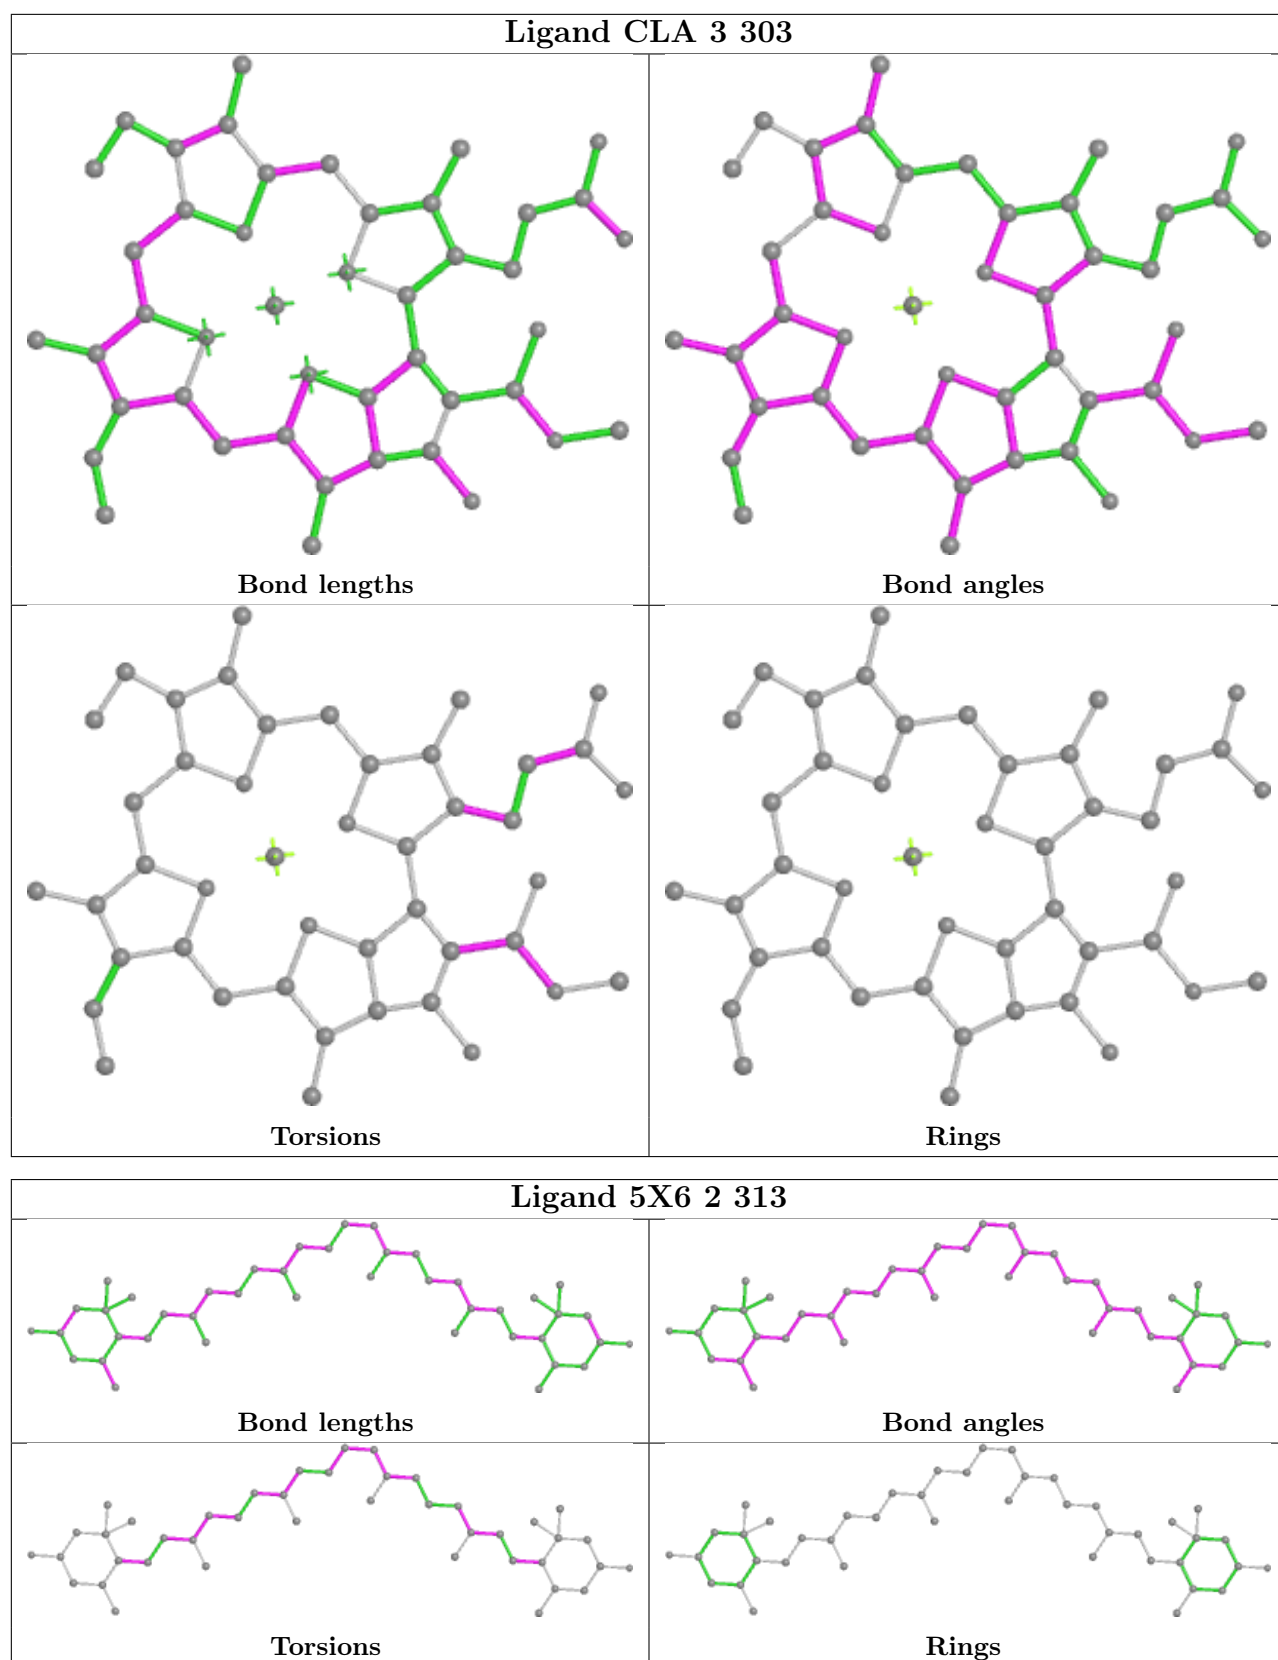 Ligand CLA 3 303
Bond lengths
Bond angles
Torsions
Rings
Ligand 5X6 2 313
Bond lengths
Bond angles
Torsions
Rings